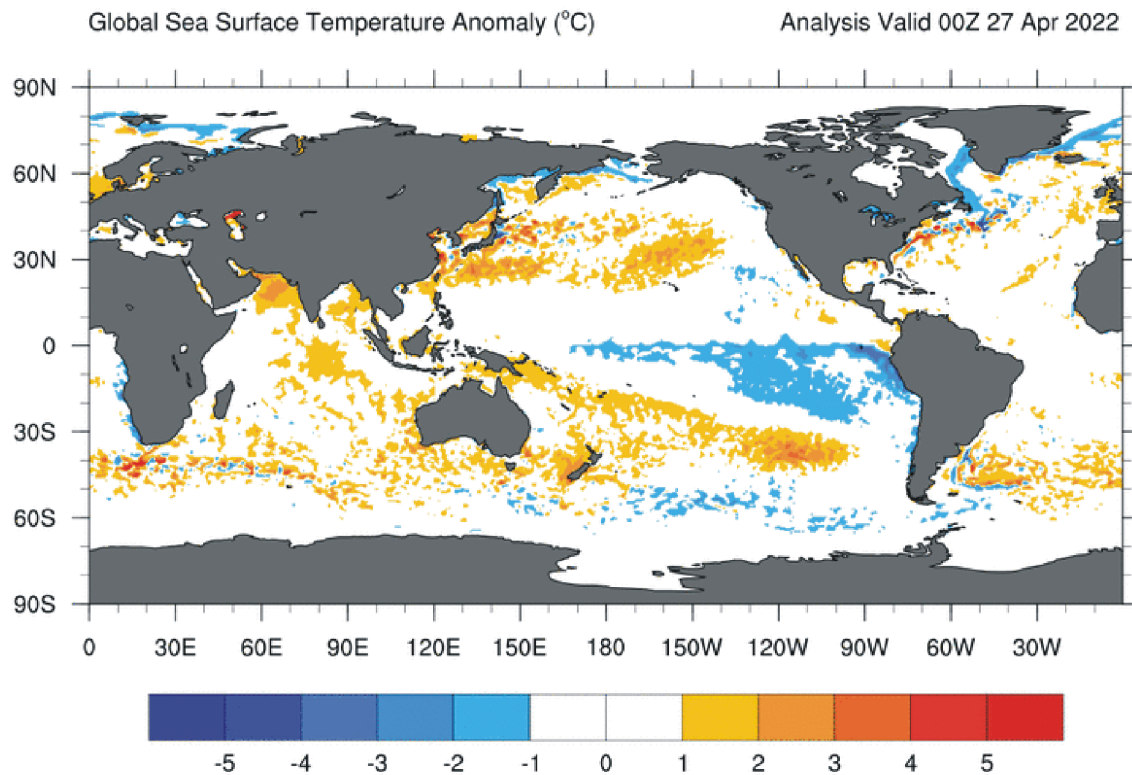 Global Sea Surface Temperature Anomaly (°C) Analysis Valid 00Z 27 Apr 2022
90N
60N
30N
0
30S
60S
90S
0 30E 60E 90E 120E 150E 180 150W 120W 90W 60W 30W
-5 -4 -3 -2 -1 0 1 2 3 4 5